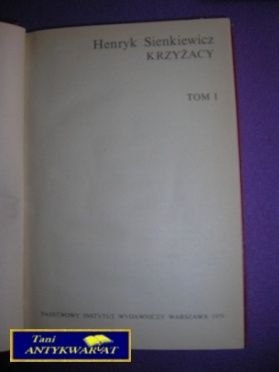 Henryk Sienkiewicz
KRZYŻACY
TOM I
PAŃSTWOWY INSTYTUT WYDAWNICZY WARSZAWA
Tani
ANTYKWARIAT